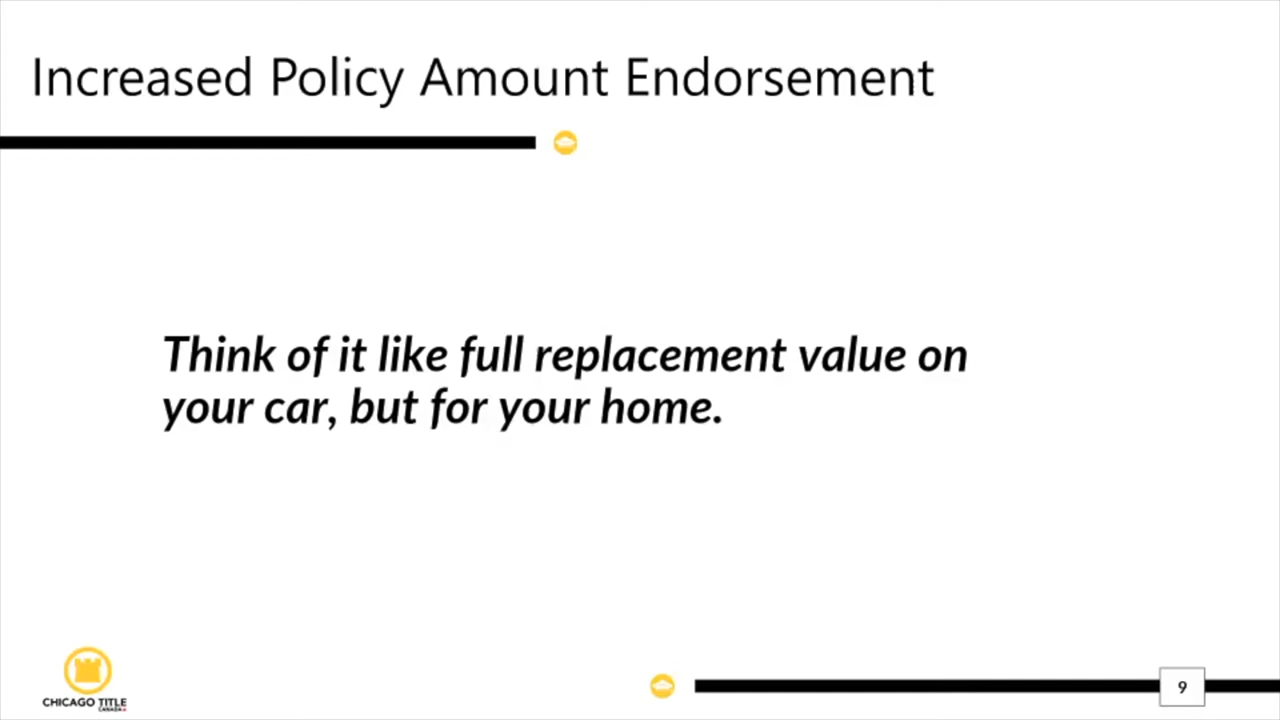 Increased Policy Amount Endorsement
Think of it like full replacement value on
your car, but for your home.
CHICAGO TITLE
CANADA
9